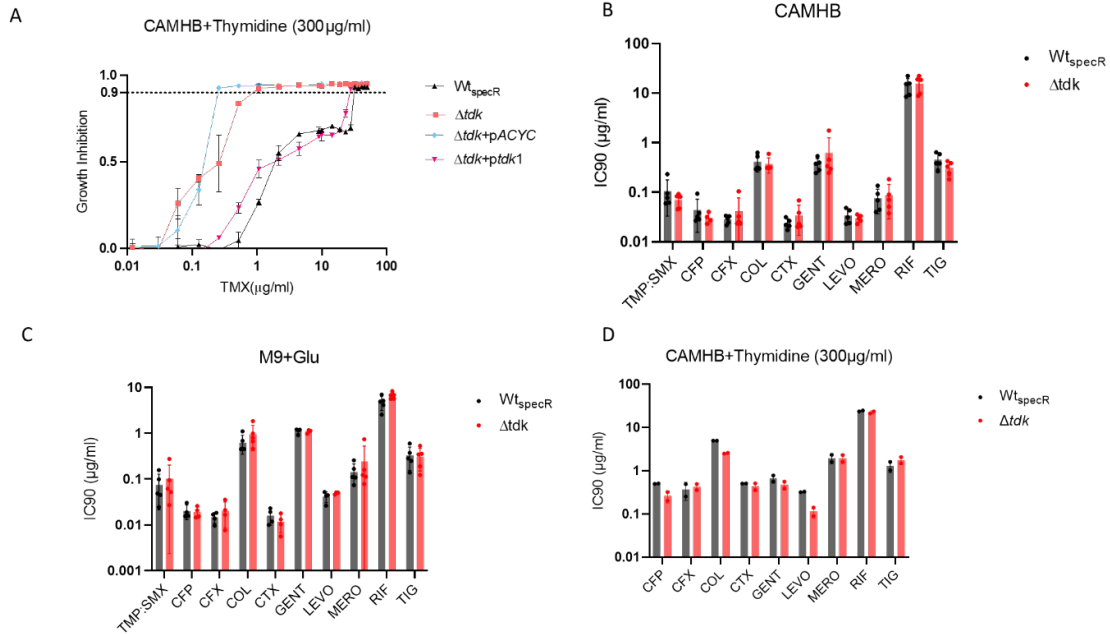 A
CAMHB+Thymidine (300µg/ml)
Growth Inhibition
1.0
0.9
0.5
0.0
0.01
0.1
1
10
100
TMX(µg/ml)
Wt specR
Δtdk
Δtdk+pACYC
Δtdk+ptdk1
B
CAMHB
IC90 (µg/ml)
100
10
1
0.1
0.01
TMP:SMX
CFP
CFX
COL
CTX
GENT
LEVO
MERO
RIF
TIG
Wt specR
Δtdk
C
M9+Glu
IC90 (µg/ml)
10
1
0.1
0.01
0.001
TMP:SMX
CFP
CFX
COL
CTX
GENT
LEVO
MERO
RIF
TIG
Wt specR
Δtdk
D
CAMHB+Thymidine (300µg/ml)
IC90 (µg/ml)
100
10
1
0.1
0.01
CFP
CFX
COL
CTX
GENT
LEVO
MERO
RIF
TIG
Wt specR
Δtdk